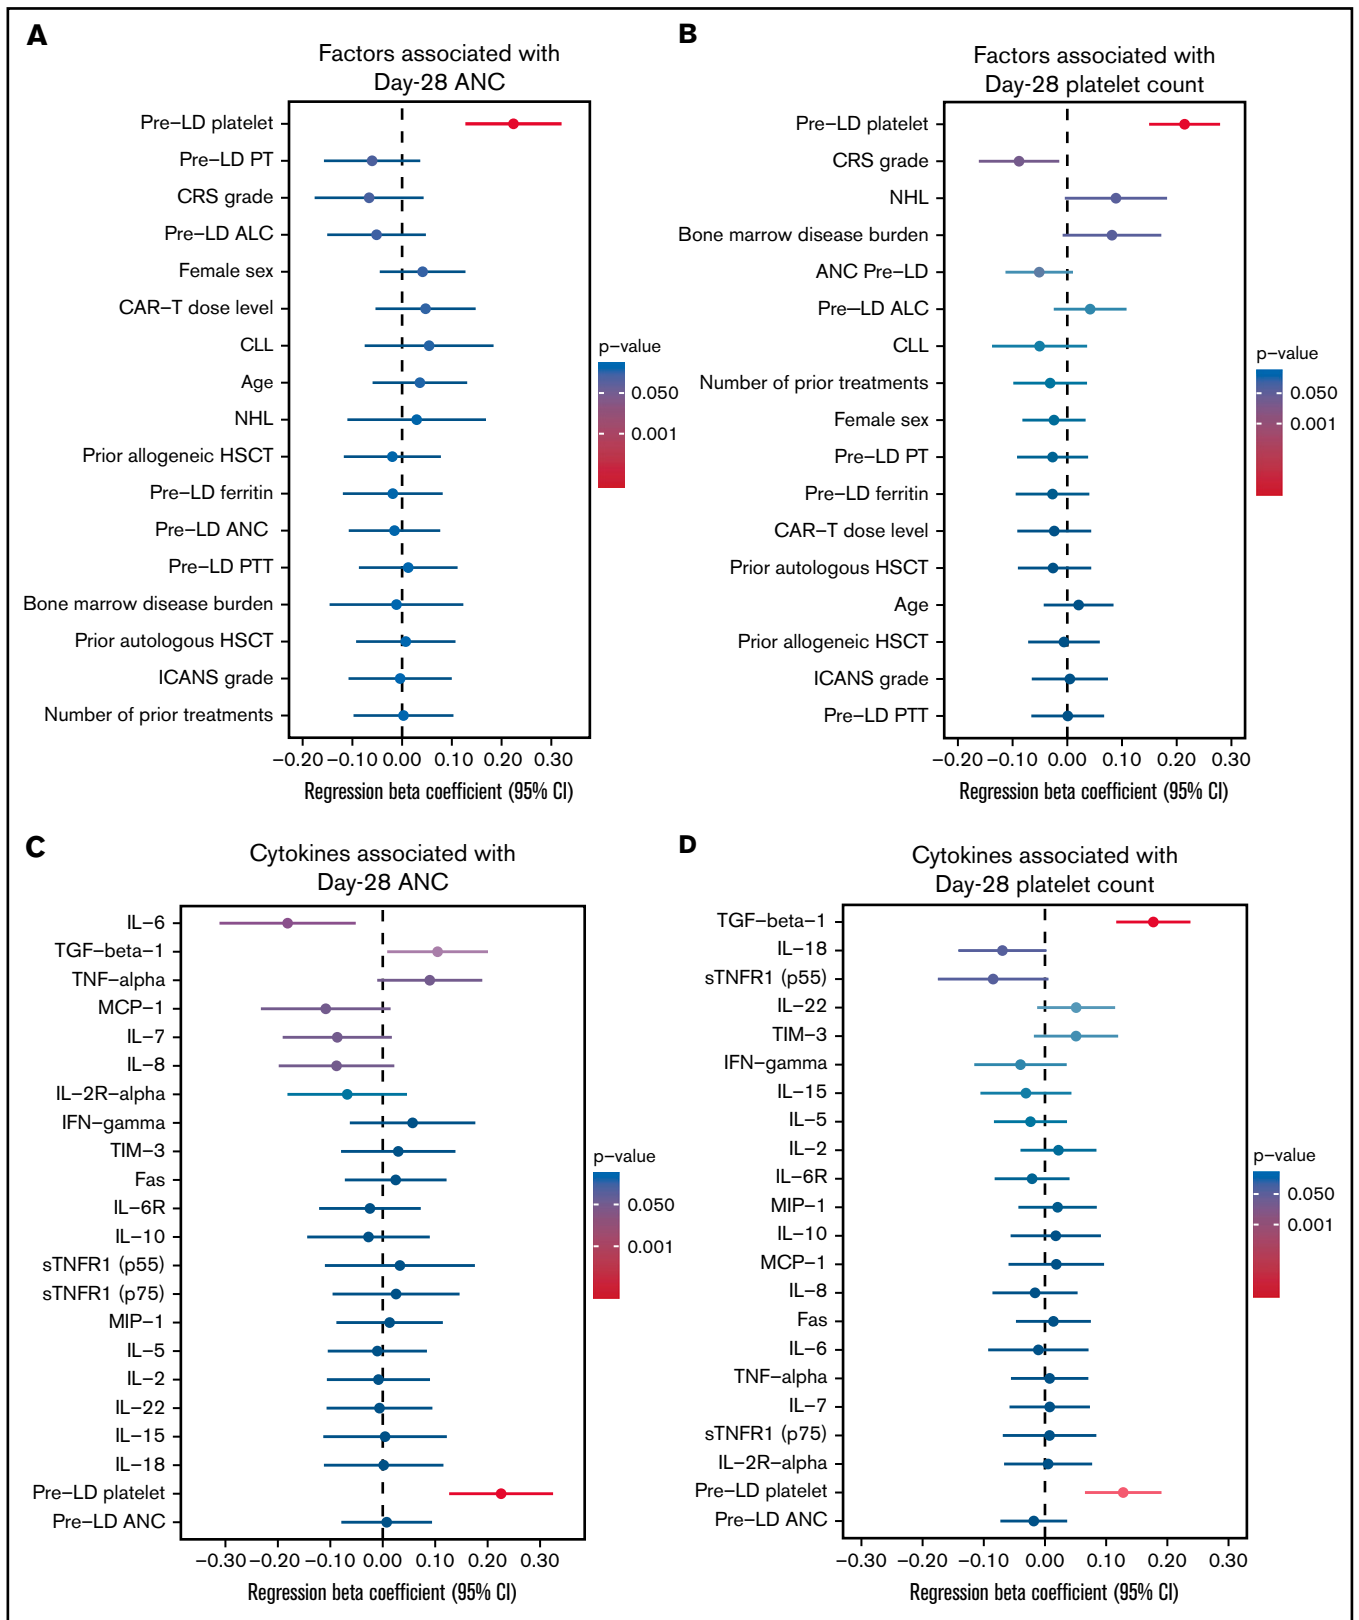 A
Factors associated with
Day-28 ANC
Pre–LD platelet
Pre–LD PT
CRS grade
Pre–LD ALC
Female sex
CAR–T dose level
CLL
Age
NHL
Prior allogeneic HSCT
Pre–LD ferritin
Pre–LD ANC
Pre–LD PTT
Bone marrow disease burden
Prior autologous HSCT
ICANS grade
Number of prior treatments
−0.20 −0.10 0.00 0.10 0.20 0.30
Regression beta coefficient (95% CI)
p–value
0.050
0.001
B
Factors associated with
Day-28 platelet count
Pre–LD platelet
CRS grade
NHL
Bone marrow disease burden
ANC Pre–LD
Pre–LD ALC
CLL
Number of prior treatments
Female sex
Pre–LD PT
Pre–LD ferritin
CAR–T dose level
Prior autologous HSCT
Age
Prior allogeneic HSCT
ICANS grade
Pre–LD PTT
−0.20 −0.10 0.00 0.10 0.20 0.30
Regression beta coefficient (95% CI)
p–value
0.050
0.001
C
Cytokines associated with
Day-28 ANC
IL–6
TGF–beta–1
TNF–alpha
MCP–1
IL–7
IL–8
IL–2R–alpha
IFN–gamma
TIM–3
Fas
IL–6R
IL–10
sTNFR1 (p55)
sTNFR1 (p75)
MIP–1
IL–5
IL–2
IL–22
IL–15
IL–18
Pre–LD platelet
Pre–LD ANC
−0.30 −0.20 −0.10 0.00 0.10 0.20 0.30
Regression beta coefficient (95% CI)
p–value
0.050
0.001
D
Cytokines associated with
Day-28 platelet count
TGF–beta–1
IL–18
sTNFR1 (p55)
IL–22
TIM–3
IFN–gamma
IL–15
IL–5
IL–2
IL–6R
MIP–1
IL–10
MCP–1
IL–8
Fas
IL–6
TNF–alpha
IL–7
sTNFR1 (p75)
IL–2R–alpha
Pre–LD platelet
Pre–LD ANC
−0.30 −0.20 −0.10 0.00 0.10 0.20 0.30
Regression beta coefficient (95% CI)
p–value
0.050
0.001